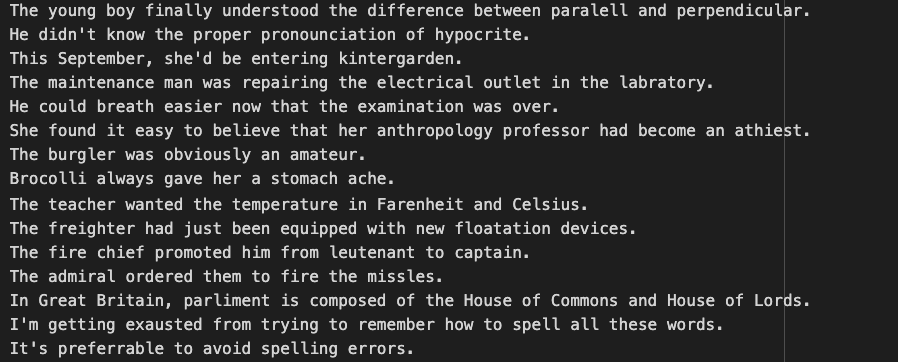 The young boy finally understood the difference between paralell and perpendicular.
He didn't know the proper pronounciation of hypocrite.
This September, she'd be entering kintergarden.
The maintenance man was repairing the electrical outlet in the labratory.
He could breath easier now that the examination was over.
She found it easy to believe that her anthropology professor had become an athiest.
The burgler was obviously an amateur.
Brocolli always gave her a stomach ache.
The teacher wanted the temperature in Farenheit and Celsius.
The freighter had just been equipped with new floatation devices.
The fire chief promoted him from leutenant to captain.
The admiral ordered them to fire the missles.
In Great Britain, parliment is composed of the House of Commons and House of Lords.
I'm getting exausted from trying to remember how to spell all these words.
It's preferrable to avoid spelling errors.